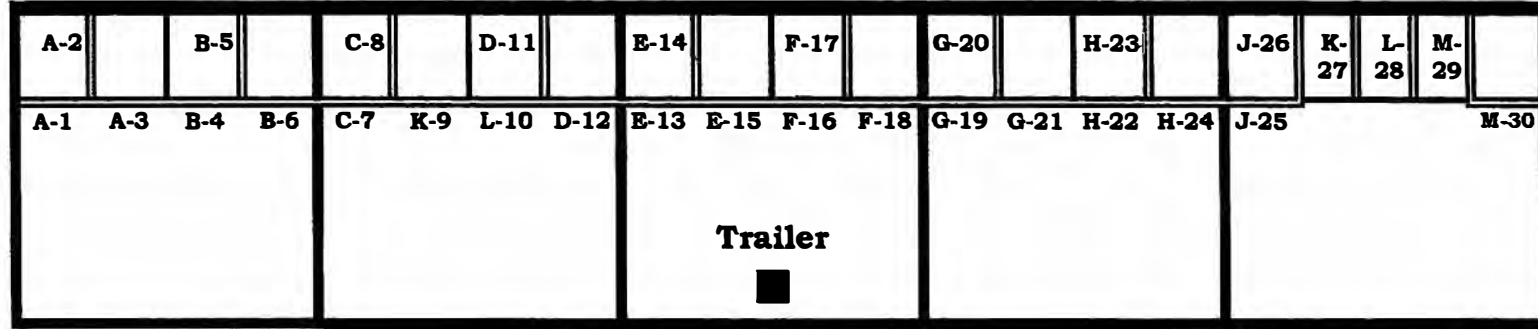 A-2 B-5 C-8 D-11 E-14 F-17 G-20 H-23 J-26 K-27 L-28 M-29
A-1 A-3 B-4 B-6 C-7 K-9 L-10 D-12 E-13 E-15 F-16 F-18 G-19 G-21 H-22 H-24 J-25 M-30
Trailer